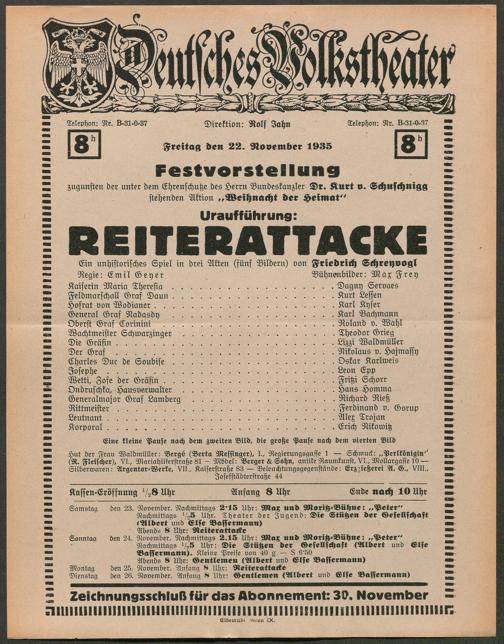 Deutsches Volkstheater
Telephon: Nr. B-31-0-37 Direktion: Rolf Jahn Telephon: Nr. B-31-0-37
8h Freitag den 22. November 1935 8h
Festvorstellung
zugunsten der unter dem Ehrenschutze des Herrn Bundeskanzler Dr. Kurt v. Schuschnigg
stehenden Aktion „Weihnacht der Heimat“
Uraufführung:
REITERATTACKE
Ein unhistorisches Spiel in drei Akten (fünf Bildern) von Friedrich Schreyvogl
Regie: Emil Geyer Bühnenbilder: Max Frey
Kaiserin Maria Theresia Dagny Servaes
Feldmarschall Graf Daun Kurt Lessen
Hofrat von Wodianer Karl Kyser
General Graf Nadasdy Karl Bachmann
Oberst Graf Corinini Roland v. Wahl
Wachtmeister Schwarzinger Theodor Grieg
Die Gräfin Lizzi Waldmüller
Der Graf Nikolaus v. Hajmassy
Charles Duc de Soubise Oskar Karlweis
Josephe Leon Epp
Wetti, Zofe der Gräfin Fritzi Schorr
Ondruschka, Hausverwalter Hans Homma
Generalmajor Graf Lamberg Richard Rieß
Rittmeister Ferdinand v. Gorup
Leutnant Alex Trojan
Korporal Erich Nikowitz
Eine kleine Pause nach dem zweiten Bild, die große Pause nach dem vierten Bild
Hut der Frau Waldmüller: Bergé (Berta Messinger), I., Regierungsgasse 1 — Schmuck: „Perlkönigin“
(R. Fleischer), VI., Mariahilferstraße 81 — Möbel: Berger & Sohn, antike Raumkunst, VI., Mollardgasse 10 —
Silberwaren: Argentor-Werke, VII., Kaiserstraße 83 — Beleuchtungsgegenstände: Erzgießerei A. G., VIII.,
Josefstädterstraße 44
Kassen-Eröffnung 1/28 Uhr Anfang 8 Uhr Ende nach 10 Uhr
Samstag den 23. November. Nachmittags 2·15 Uhr: Max und Moritz-Bühne: „Peter“
Nachmittags 1/25 Uhr: Theater der Jugend: Die Stützen der Gesellschaft
(Albert und Else Bassermann)
Abends 8 Uhr: Reiterattacke
Sonntag den 24. November. Nachmittags 2.15 Uhr: Max und Moritz-Bühne: „Peter“
Nachmittags 1/25 Uhr: Die Stützen der Gesellschaft (Albert und Else
Bassermann). Kleine Preise von 40 g — S 6·50
Abends 8 Uhr: Gentlemen (Albert und Else Bassermann)
Montag den 25. November. Anfang 8 Uhr: Reiterattacke
Dienstag den 26. November. Anfang 8 Uhr: Gentlemen (Albert und Else Bassermann)
Zeichnungsschluß für das Abonnement: 30. November
Wien IX.